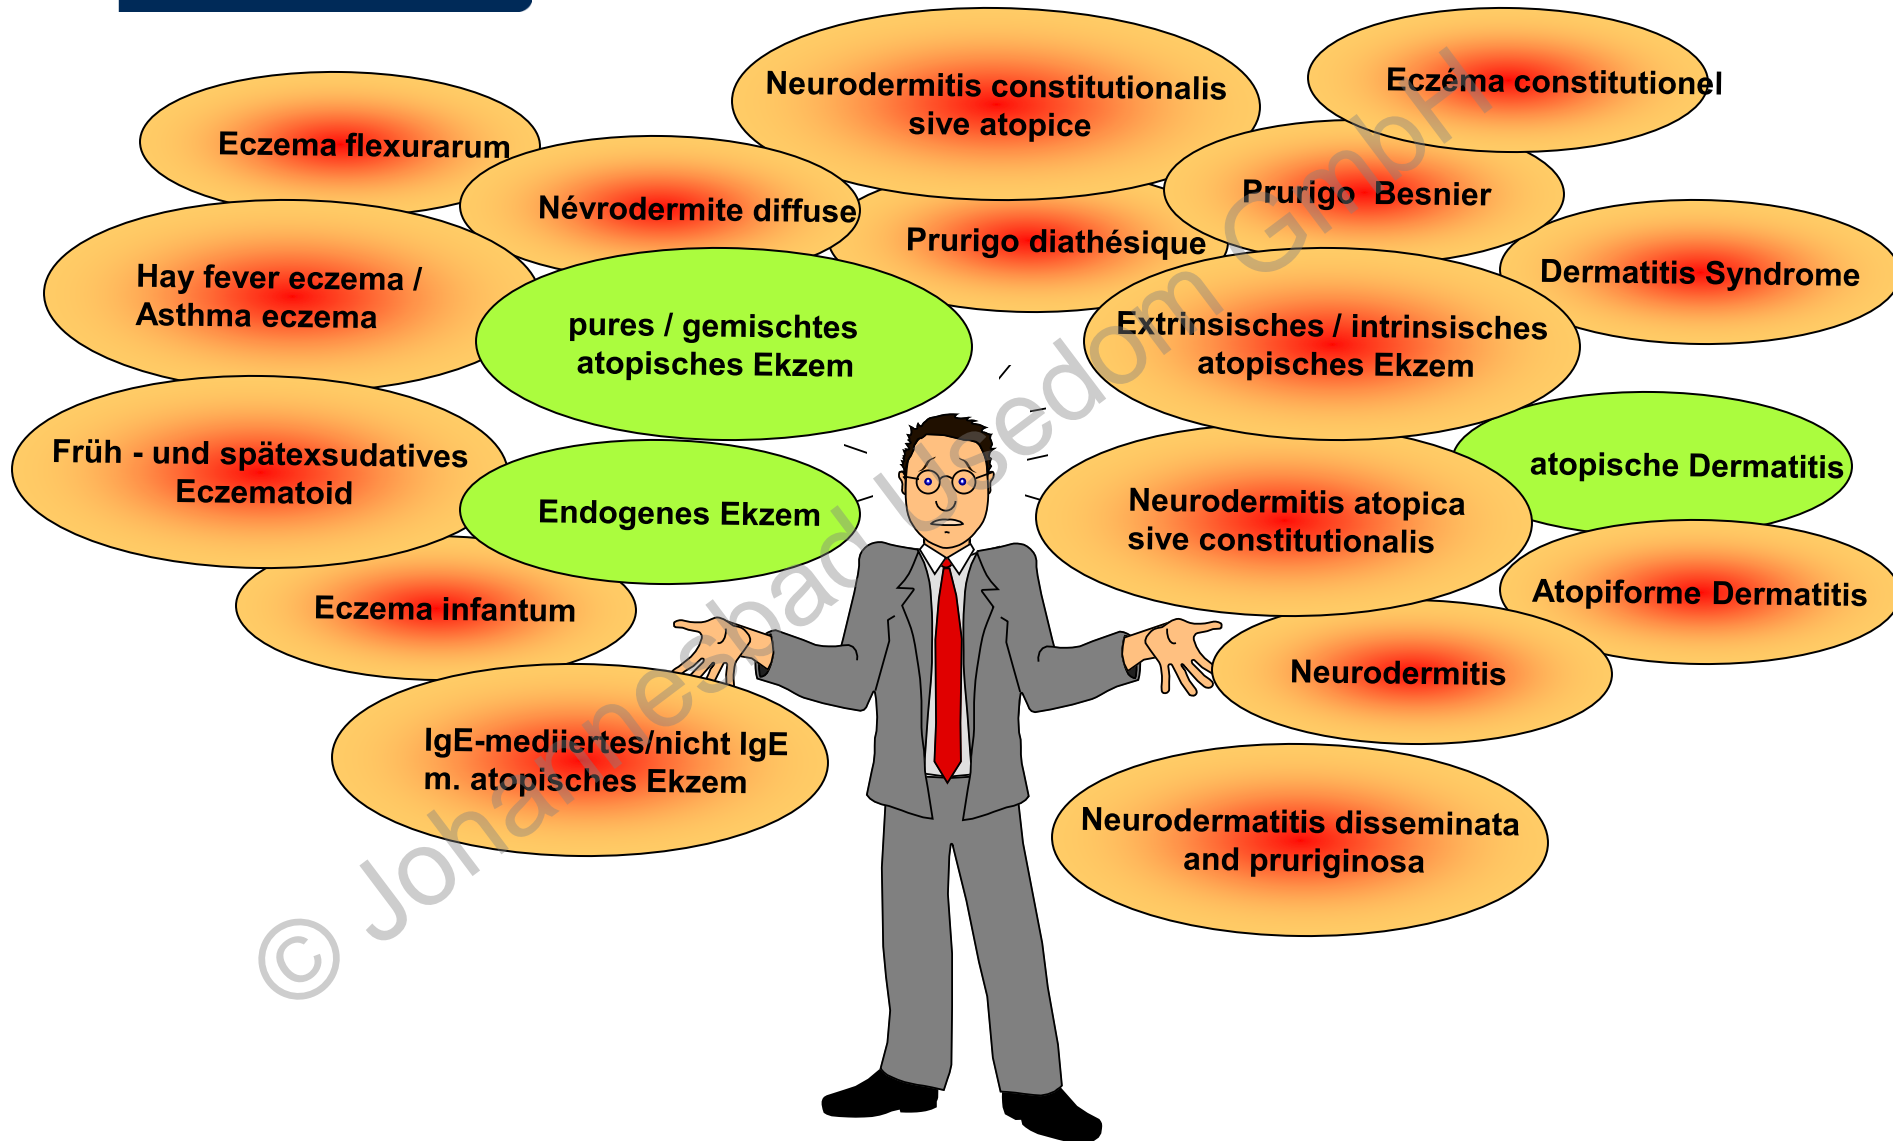 Neurodermitis constitutionalis
sive atopice
Eczéma constitutionel
Eczema flexurarum
Névrodermite diffuse
Prurigo Besnier
Prurigo diathésique
Hay fever eczema /
Asthma eczema
Dermatitis Syndrome
pures / gemischtes
atopisches Ekzem
Extrinsisches / intrinsisches
atopisches Ekzem
Früh - und spätexsudatives
Eczematoid
atopische Dermatitis
Endogenes Ekzem
Neurodermitis atopica
sive constitutionalis
Eczema infantum
Atopiforme Dermatitis
Neurodermitis
IgE-mediiertes/nicht IgE
m. atopisches Ekzem
Neurodermatitis disseminata
and pruriginosa
© Johannesbad Usedom GmbH